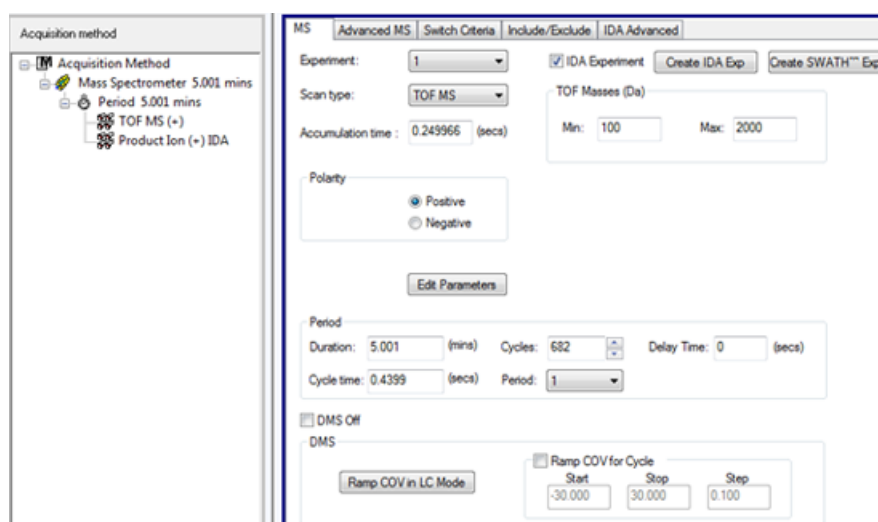 Acquisition method
Acquisition Method
Mass Spectrometer 5.001 mins
Period 5.001 mins
TOF MS (+)
Product Ion (+) IDA
MS Advanced MS Switch Criteria Include/Exclude IDA Advanced
Experiment: 1 IDA Experiment Create IDA Exp Create SWATH™ Exp
Scan type: TOF MS TOF Masses (Da)
Accumulation time : 0.249966 (secs) Min: 100 Max: 2000
Polarity
Positive
Negative
Edit Parameters
Period
Duration: 5.001 (mins) Cycles: 682 Delay Time: 0 (secs)
Cycle time: 0.4399 (secs) Period: 1
DMS Off
DMS
Ramp COV in LC Mode Ramp COV for Cycle
Start Stop Step
-30.000 30.000 0.100